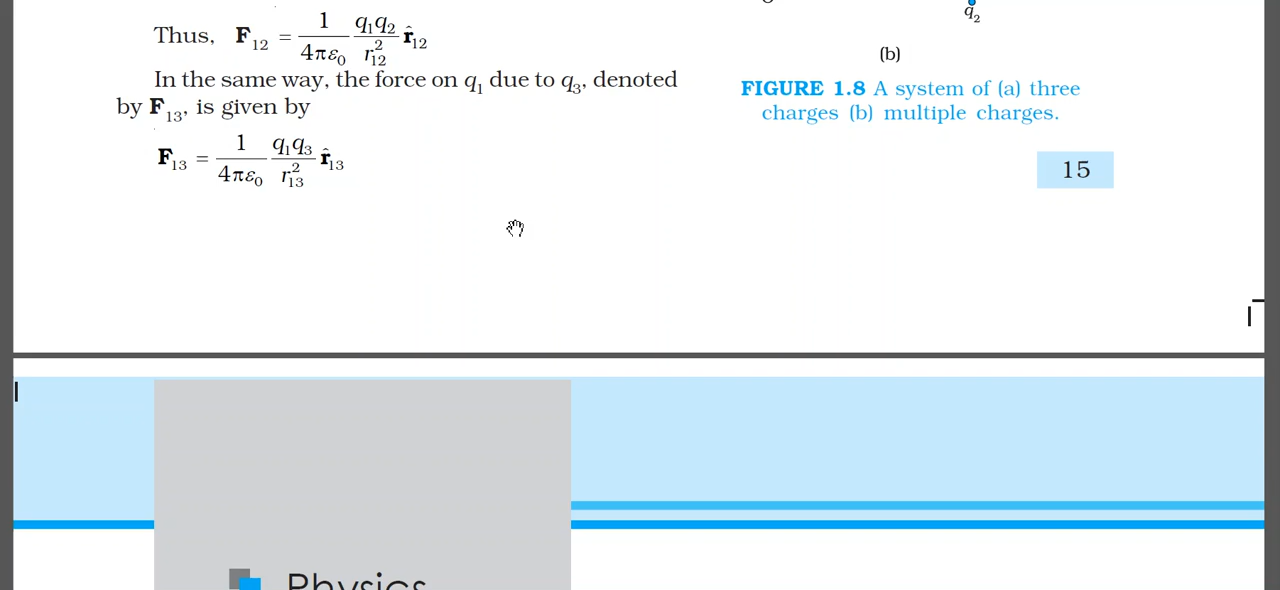 q₂
Thus, F₁₂ = 1/4πε₀ q₁q₂/r₁₂² r̂₁₂
(b)
In the same way, the force on q₁ due to q₃, denoted
by F₁₃, is given by
F₁₃ = 1/4πε₀ q₁q₃/r₁₃² r̂₁₃
FIGURE 1.8 A system of (a) three
charges (b) multiple charges.
15
Physics